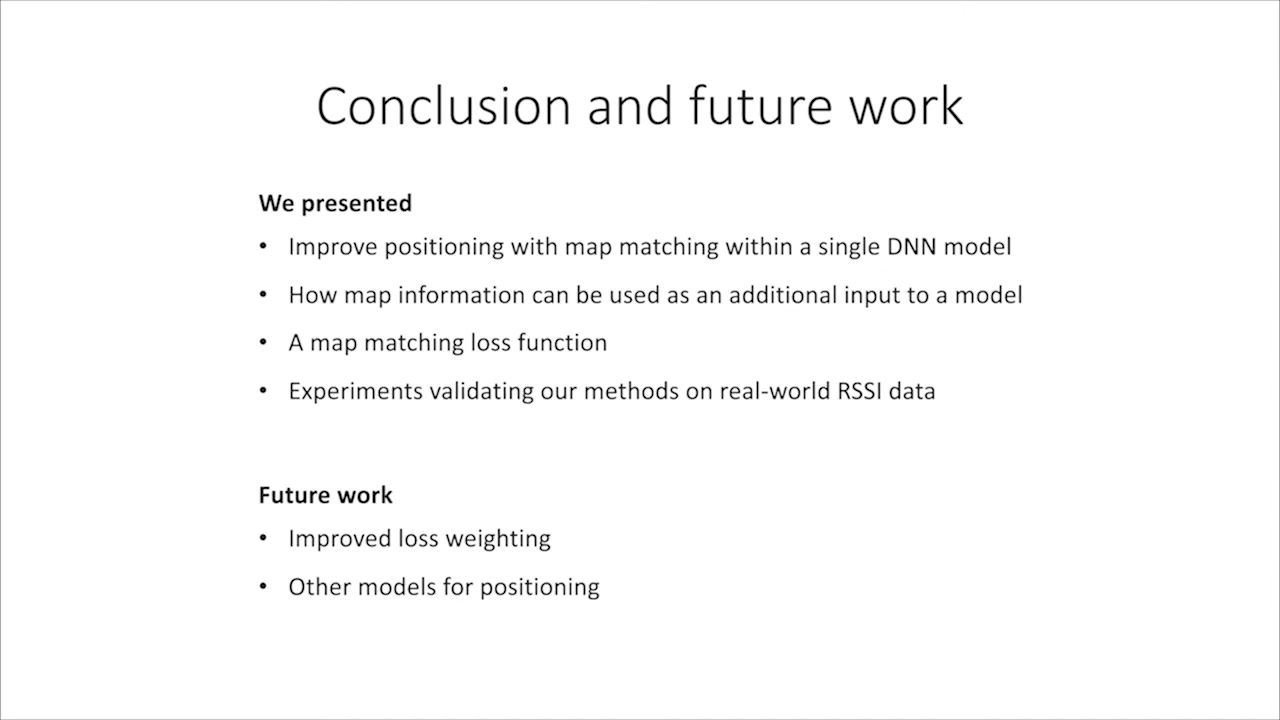 Conclusion and future work
We presented
• Improve positioning with map matching within a single DNN model
• How map information can be used as an additional input to a model
• A map matching loss function
• Experiments validating our methods on real-world RSSI data
Future work
• Improved loss weighting
• Other models for positioning